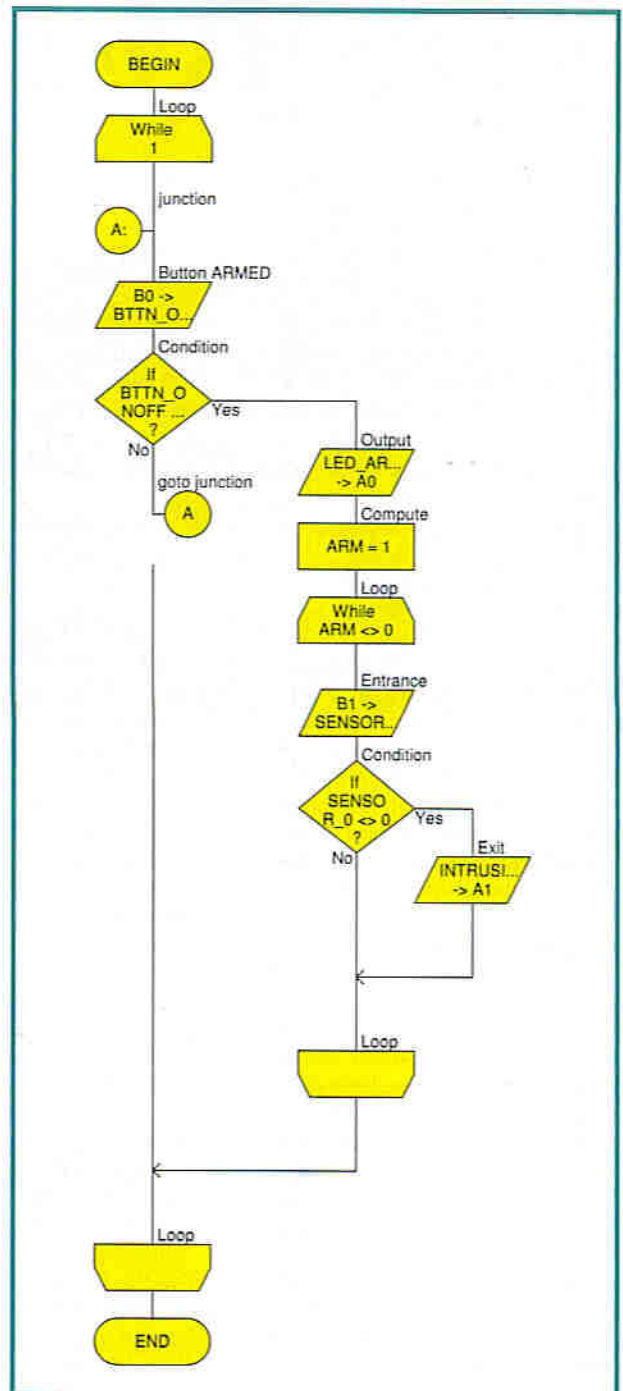 BEGIN
Loop
While
1
junction
A:
Button ARMED
B0 ->
BTTN_O...
Condition
If
BTTN_O
NOFF ...
?
Yes
No
goto junction
A
Output
LED_AR...
-> A0
Compute
ARM = 1
Loop
While
ARM <> 0
Entrance
B1 ->
SENSOR...
Condition
If
SENSO
R_0 <> 0
?
Yes
No
Exit
INTRUSI...
-> A1
Loop
Loop
END